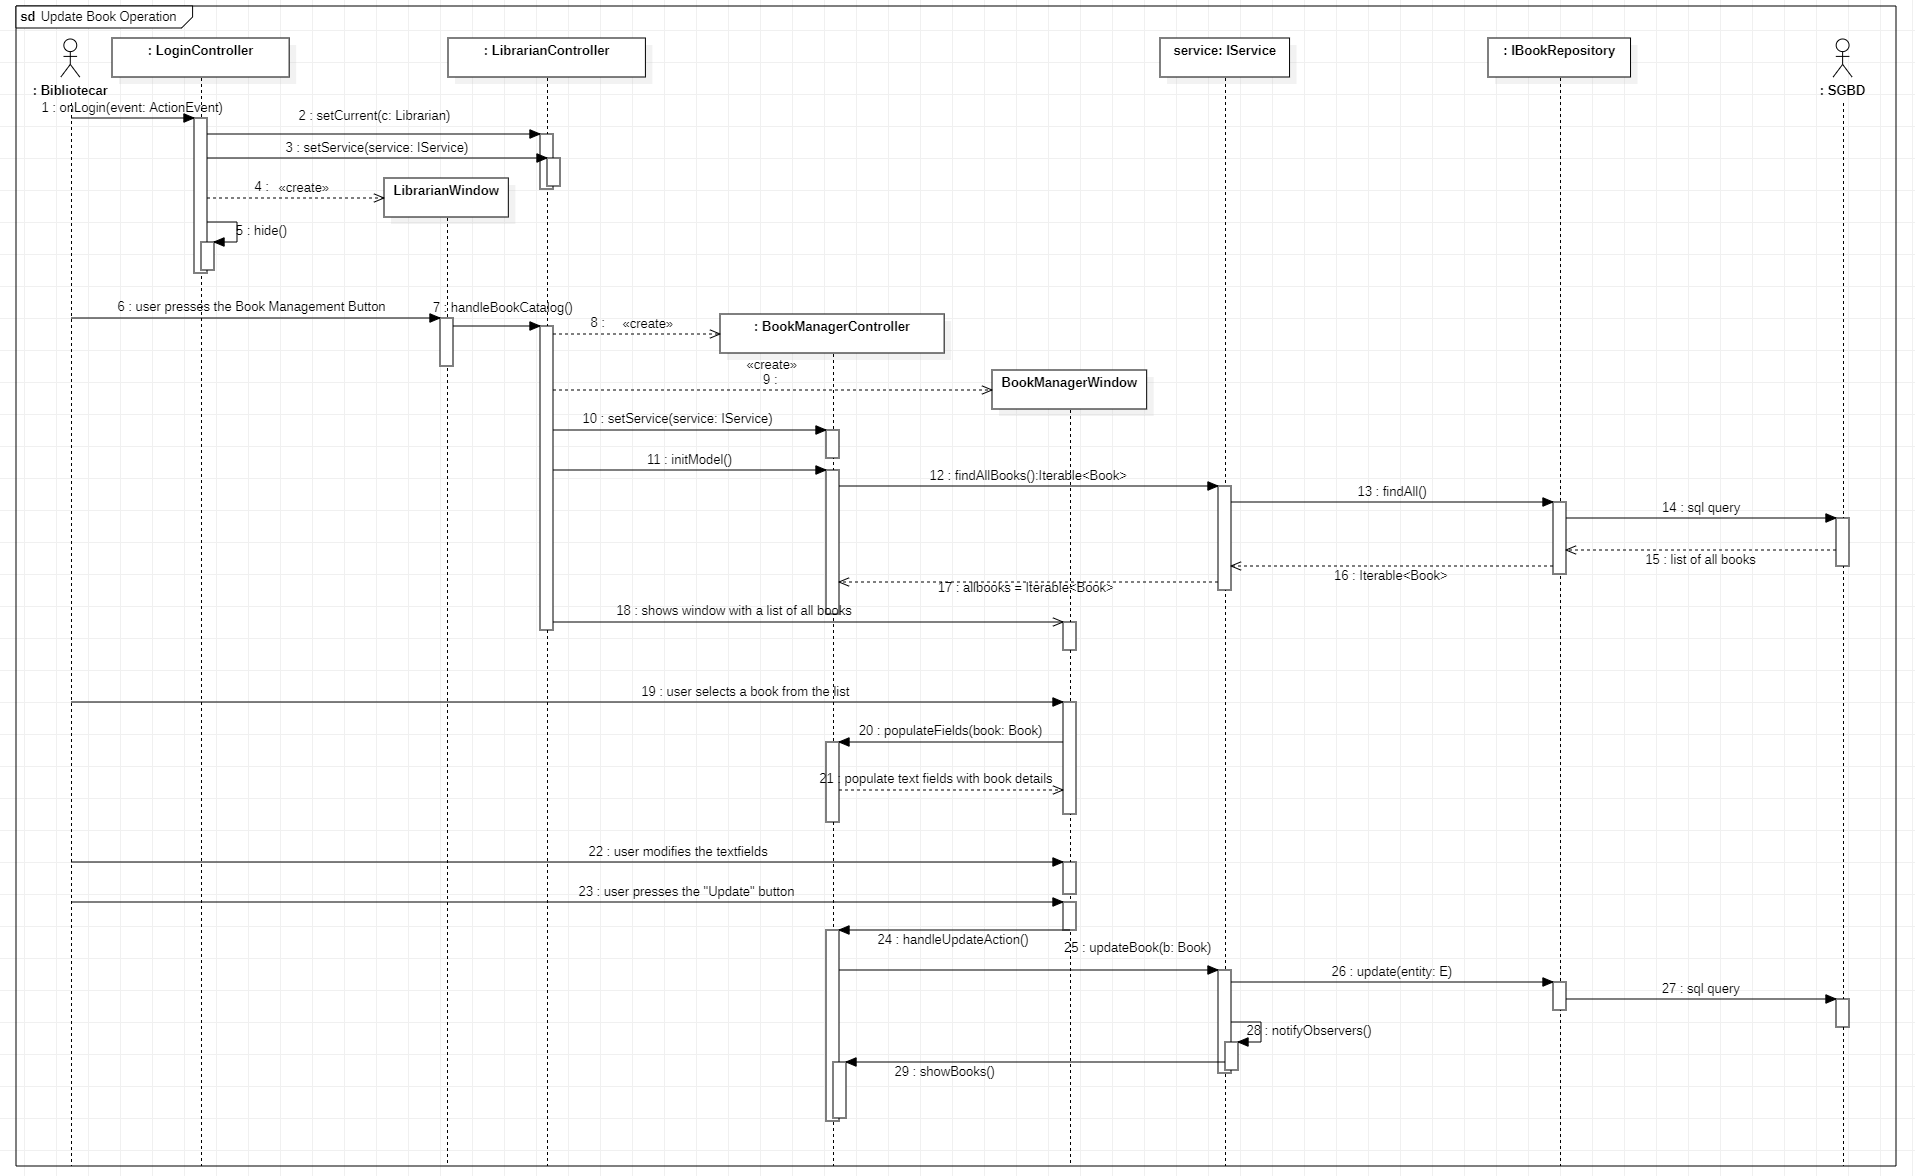 sd Update Book Operation
: LoginController
: LibrarianController
service: IService
: IBookRepository
: Bibliotecar
: SGBD
1 : onLogin(event: ActionEvent)
2 : setCurrent(c: Librarian)
3 : setService(service: IService)
4 : «create»
LibrarianWindow
5 : hide()
6 : user presses the Book Management Button
7 : handleBookCatalog()
8 : «create»
: BookManagerController
«create»
9 :
BookManagerWindow
10 : setService(service: IService)
11 : initModel()
12 : findAllBooks():Iterable<Book>
13 : findAll()
14 : sql query
15 : list of all books
16 : Iterable<Book>
17 : allbooks = Iterable<Book>
18 : shows window with a list of all books
19 : user selects a book from the list
20 : populateFields(book: Book)
21 : populate text fields with book details
22 : user modifies the textfields
23 : user presses the "Update" button
24 : handleUpdateAction()
25 : updateBook(b: Book)
26 : update(entity: E)
27 : sql query
28 : notifyObservers()
29 : showBooks()